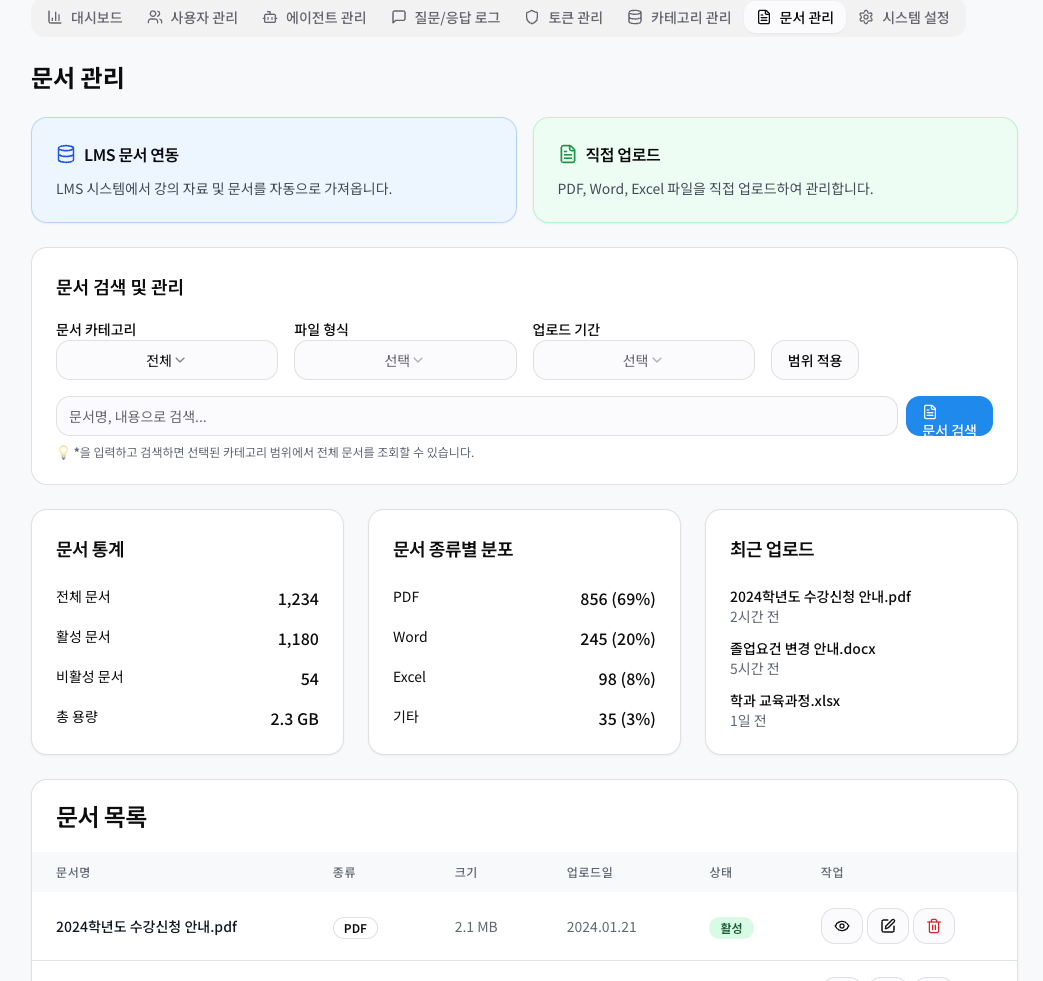 대시보드 사용자 관리 에이전트 관리 질문/응답 로그 토큰 관리 카테고리 관리 문서 관리 시스템 설정
문서 관리
LMS 문서 연동
LMS 시스템에서 강의 자료 및 문서를 자동으로 가져옵니다.
직접 업로드
PDF, Word, Excel 파일을 직접 업로드하여 관리합니다.
문서 검색 및 관리
문서 카테고리 파일 형식 업로드 기간
전체 선택 선택 범위 적용
문서명, 내용으로 검색...
문서 검색
*을 입력하고 검색하면 선택된 카테고리 범위에서 전체 문서를 조회할 수 있습니다.
문서 통계
전체 문서 1,234
활성 문서 1,180
비활성 문서 54
총 용량 2.3 GB
문서 종류별 분포
PDF 856 (69%)
Word 245 (20%)
Excel 98 (8%)
기타 35 (3%)
최근 업로드
2024학년도 수강신청 안내.pdf
2시간 전
졸업요건 변경 안내.docx
5시간 전
학과 교육과정.xlsx
1일 전
문서 목록
문서명 종류 크기 업로드일 상태 작업
2024학년도 수강신청 안내.pdf PDF 2.1 MB 2024.01.21 활성